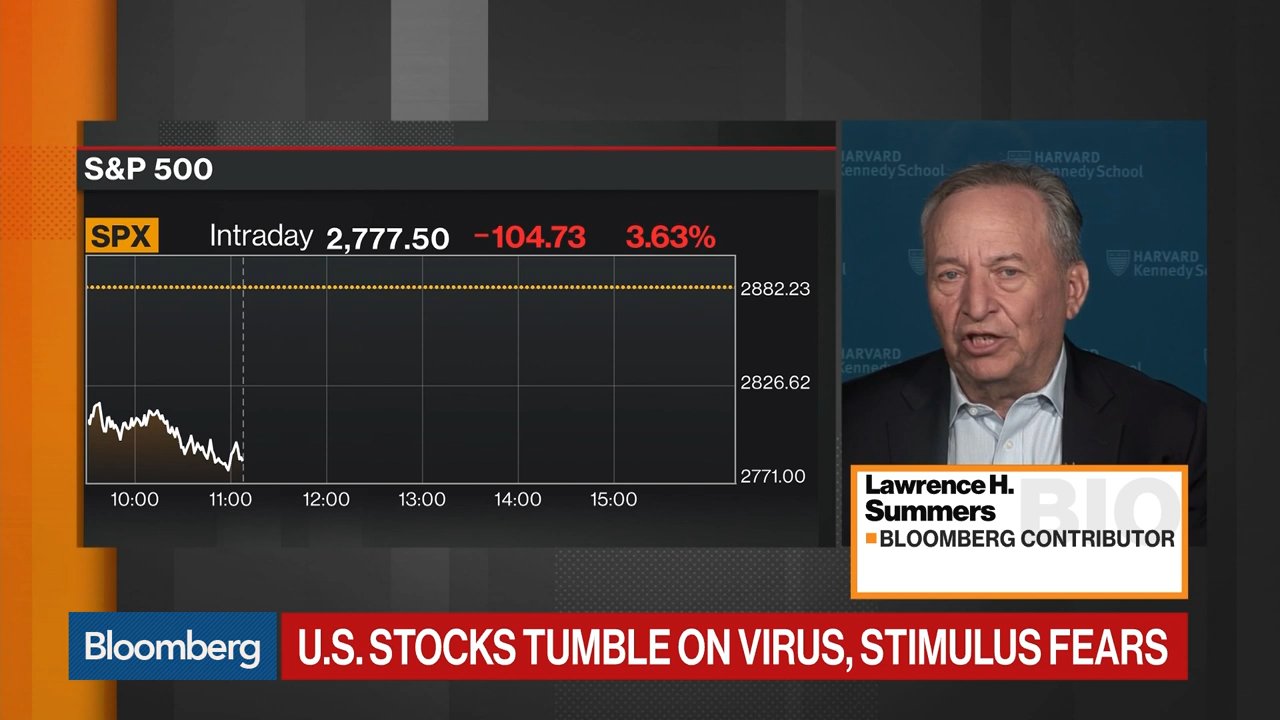 S&P 500
SPX Intraday 2,777.50 −104.73 3.63%
2882.23
2826.62
2771.00
10:00 11:00 12:00 13:00 14:00 15:00
HARVARD
Kennedy School
HARVARD
Kennedy School
HARVARD
Kennedy S
HARVARD
Kenned
BIO
Lawrence H.
Summers
BLOOMBERG CONTRIBUTOR
Bloomberg
U.S. STOCKS TUMBLE ON VIRUS, STIMULUS FEARS